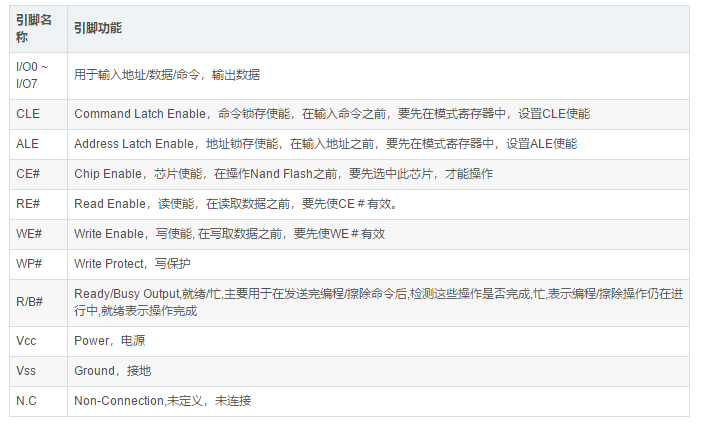 引脚名
称
引脚功能
I/O0 ~
I/O7
用于输入地址/数据/命令，输出数据
CLE
Command Latch Enable，命令锁存使能，在输入命令之前，要先在模式寄存器中，设置CLE使能
ALE
Address Latch Enable，地址锁存使能，在输入地址之前，要先在模式寄存器中，设置ALE使能
CE#
Chip Enable，芯片使能，在操作Nand Flash之前，要先选中此芯片，才能操作
RE#
Read Enable，读使能，在读取数据之前，要先使CE＃有效。
WE#
Write Enable，写使能, 在写取数据之前，要先使WE＃有效
WP#
Write Protect，写保护
R/B#
Ready/Busy Output,就绪/忙,主要用于在发送完编程/擦除命令后,检测这些操作是否完成,忙,表示编程/擦除操作仍在进
行中,就绪表示操作完成
Vcc
Power，电源
Vss
Ground，接地
N.C
Non-Connection,未定义，未连接